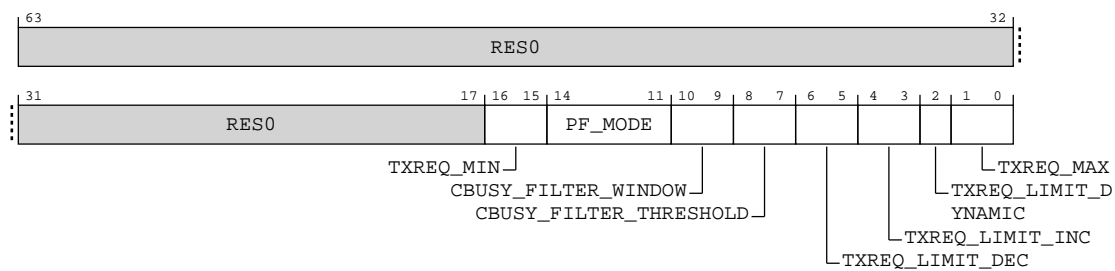 63 32
RES0
31 17 16 15 14 11 10 9 8 7 6 5 4 3 2 1 0
RES0 PF_MODE
TXREQ_MIN TXREQ_MAX
CBUSY_FILTER_WINDOW TXREQ_LIMIT_D
CBUSY_FILTER_THRESHOLD YNAMIC
TXREQ_LIMIT_INC
TXREQ_LIMIT_DEC